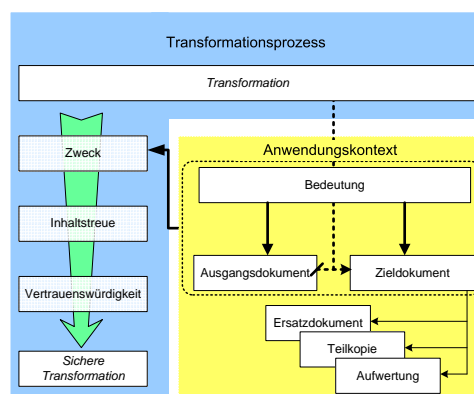 Transformationsprozess
Transformation
Zweck
Inhaltstreue
Vertrauenswürdigkeit
Sichere
Transformation
Anwendungskontext
Bedeutung
Ausgangsdokument
Zieldokument
Ersatzdokument
Teilkopie
Aufwertung